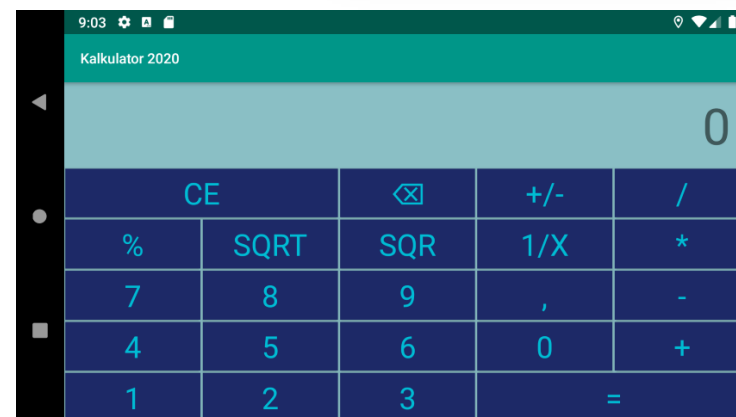 9:03
Kalkulator 2020
0
CE +/- /
% SQRT SQR 1/X *
7 8 9 , -
4 5 6 0 +
1 2 3 =